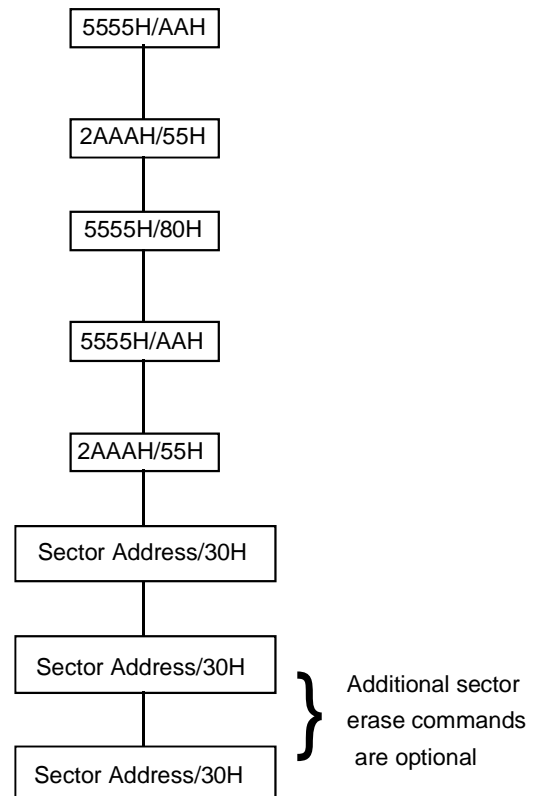 5555H/AAH
2AAAH/55H
5555H/80H
5555H/AAH
2AAAH/55H
Sector Address/30H
Sector Address/30H
Additional sector
erase commands
are optional
Sector Address/30H